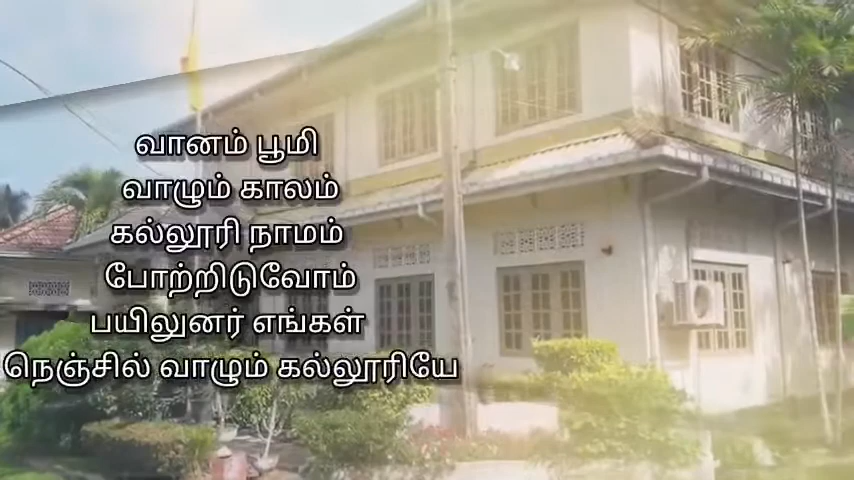 வானம் பூமி
வாழும் காலம்
கல்லூரி நாமம்
போற்றிடுவோம்
பயிலுனர் எங்கள்
நெஞ்சில் வாழும் கல்லூரியே